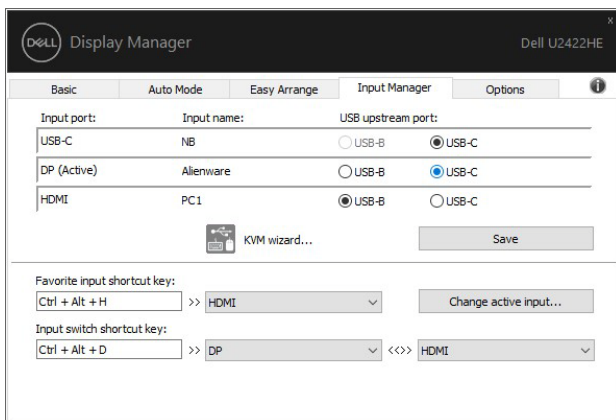 x
DELL Display Manager Dell U2422HE
Basic Auto Mode Easy Arrange Input Manager Options i
Input port: Input name: USB upstream port:
USB-C NB USB-B USB-C
DP (Active) Alienware USB-B USB-C
HDMI PC1 USB-B USB-C
KVM wizard... Save
Favorite input shortcut key:
Ctrl + Alt + H >> HDMI Change active input...
Input switch shortcut key:
Ctrl + Alt + D >> DP <<>> HDMI